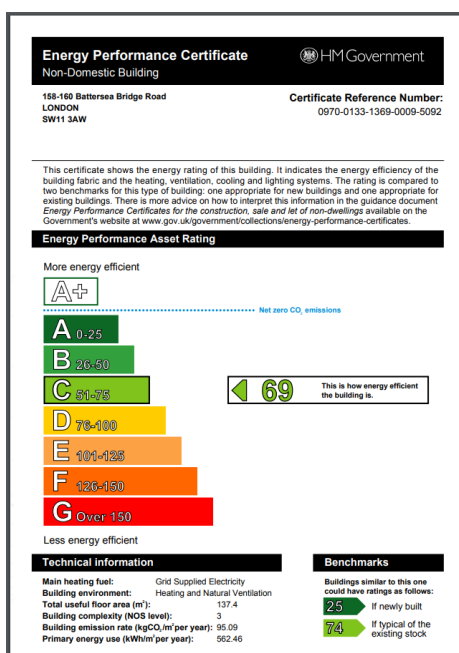 Energy Performance Certificate
HM Government
Non-Domestic Building
158-160 Battersea Bridge Road
LONDON
SW11 3AW
Certificate Reference Number:
0970-0133-1369-0009-5092
This certificate shows the energy rating of this building. It indicates the energy efficiency of the
building fabric and the heating, ventilation, cooling and lighting systems. The rating is compared to
two benchmarks for this type of building: one appropriate for new buildings and one appropriate for
existing buildings. There is more advice on how to interpret this information in the guidance document
Energy Performance Certificates for the construction, sale and let of non-dwellings available on the
Government's website at www.gov.uk/government/collections/energy-performance-certificates.
Energy Performance Asset Rating
More energy efficient
A+
Net zero CO₂ emissions
A 0-25
B 26-50
C 51-75
69
This is how energy efficient
the building is.
D 76-100
E 101-125
F 126-150
G Over 150
Less energy efficient
Technical information
Main heating fuel: Grid Supplied Electricity
Building environment: Heating and Natural Ventilation
Total useful floor area (m²): 137.4
Building complexity (NOS level): 3
Building emission rate (kgCO₂/m²per year): 95.09
Primary energy use (kWh/m²per year): 562.46
Benchmarks
Buildings similar to this one
could have ratings as follows:
25 If newly built
74 If typical of the
existing stock